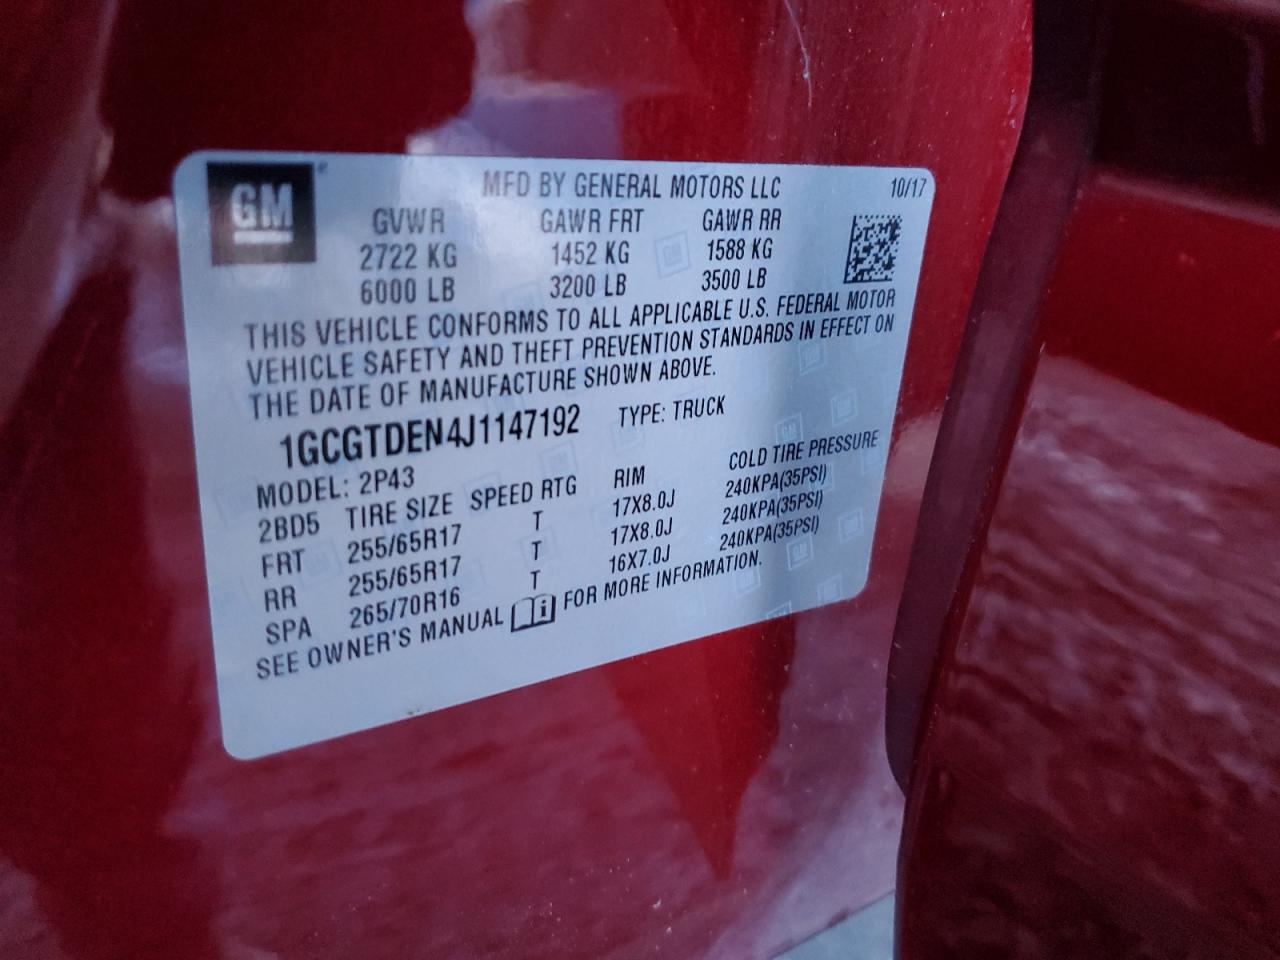 GM
MFD BY GENERAL MOTORS LLC 10/17
GVWR GAWR FRT GAWR RR
2722 KG 1452 KG 1588 KG
6000 LB 3200 LB 3500 LB
THIS VEHICLE CONFORMS TO ALL APPLICABLE U.S. FEDERAL MOTOR
VEHICLE SAFETY AND THEFT PREVENTION STANDARDS IN EFFECT ON
THE DATE OF MANUFACTURE SHOWN ABOVE.
1GCGTDEN4J1147192 TYPE: TRUCK
MODEL: 2P43
2BD5 TIRE SIZE SPEED RTG RIM COLD TIRE PRESSURE
FRT 255/65R17 T 17X8.0J 240KPA(35PSI)
RR 255/65R17 T 17X8.0J 240KPA(35PSI)
SPA 265/70R16 T 16X7.0J 240KPA(35PSI)
SEE OWNER'S MANUAL i FOR MORE INFORMATION.